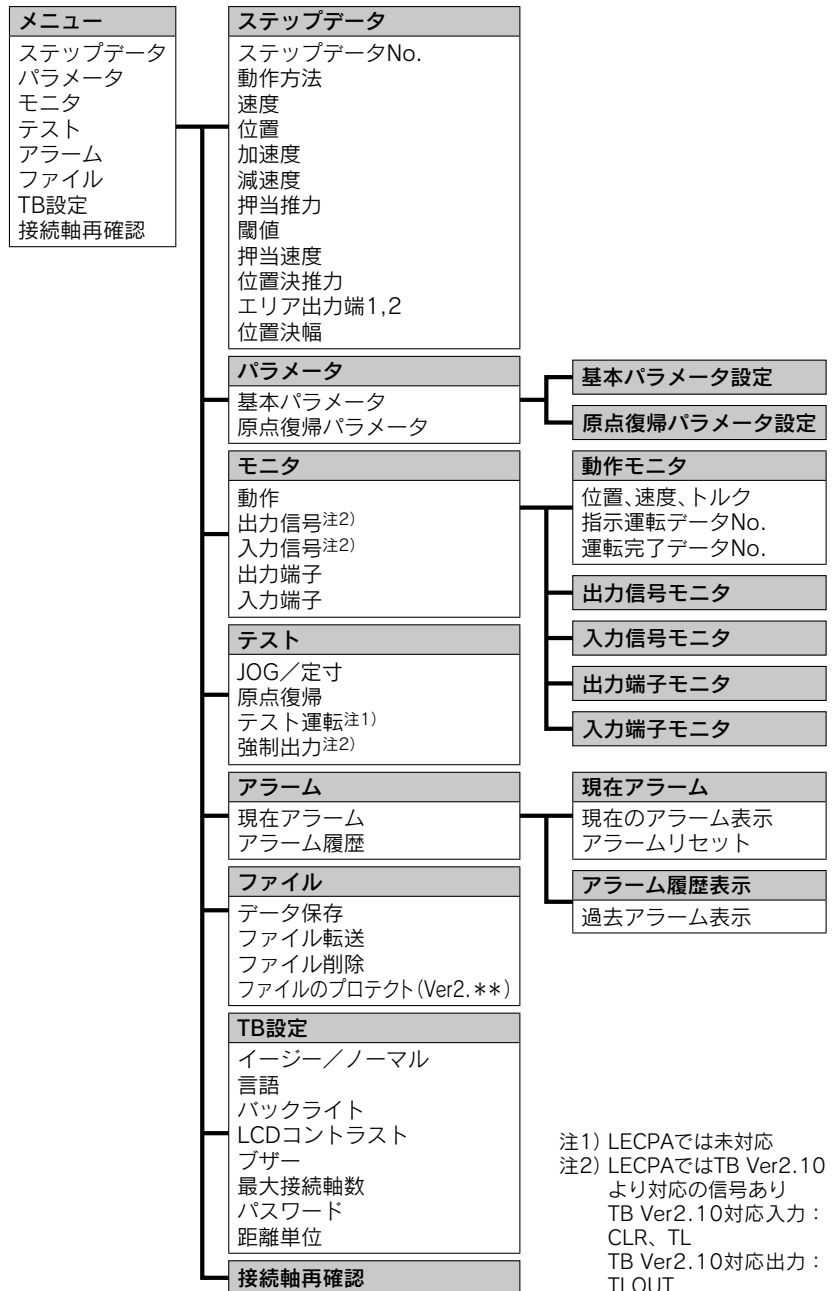 メニュー
ステップデータ
パラメータ
モニタ
テスト
アラーム
ファイル
TB設定
接続軸再確認
ステップデータ
ステップデータNo.
動作方法
速度
位置
加速度
減速度
押当推力
閾値
押当速度
位置決推力
エリア出力端1,2
位置決幅
パラメータ
基本パラメータ
原点復帰パラメータ
基本パラメータ設定
原点復帰パラメータ設定
モニタ
動作
出力信号注2)
入力信号注2)
出力端子
入力端子
動作モニタ
位置、速度、トルク
指示運転データNo.
運転完了データNo.
出力信号モニタ
入力信号モニタ
出力端子モニタ
入力端子モニタ
テスト
JOG／定寸
原点復帰
テスト運転注1)
強制出力注2)
アラーム
現在アラーム
アラーム履歴
現在アラーム
現在のアラーム表示
アラームリセット
アラーム履歴表示
過去アラーム表示
ファイル
データ保存
ファイル転送
ファイル削除
ファイルのプロテクト（Ver2.＊＊）
TB設定
イージー／ノーマル
言語
バックライト
LCDコントラスト
ブザー
最大接続軸数
パスワード
距離単位
接続軸再確認
注1) LECPAでは未対応
注2) LECPAではTB Ver2.10
より対応の信号あり
TB Ver2.10対応入力：
CLR、TL
TB Ver2.10対応出力：
TLOUT